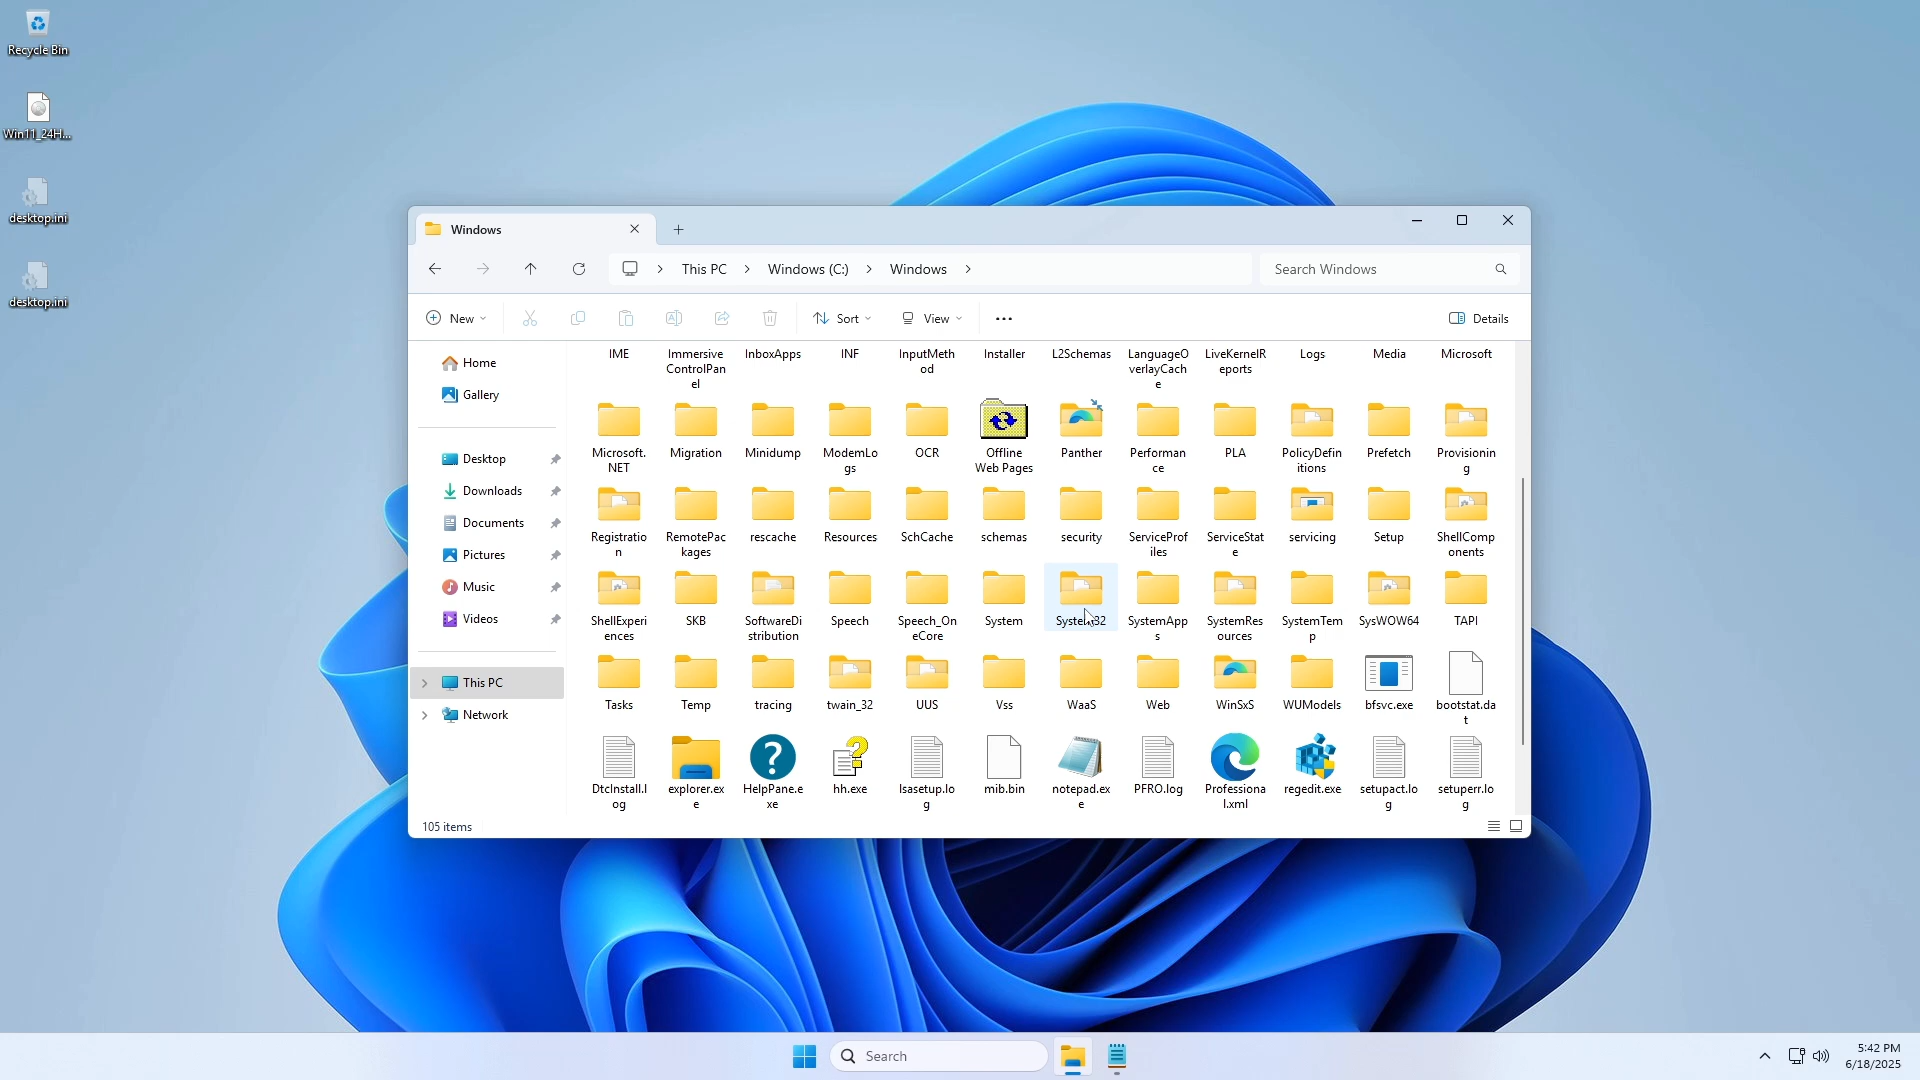 Recycle Bin
Win11_24H...
desktop.ini
desktop.ini
Windows
This PC
Windows (C:)
Windows
Search Windows
New
Sort
View
Details
Home
Gallery
Desktop
Downloads
Documents
Pictures
Music
Videos
This PC
Network
IME
Immersive
ControlPan
el
InboxApps
INF
InputMeth
od
Installer
L2Schemas
LanguageO
verlayCach
e
LiveKernelR
eports
Logs
Media
Microsoft
Microsoft.
NET
Migration
Minidump
ModemLo
gs
OCR
Offline
Web Pages
Panther
Performan
ce
PLA
PolicyDefin
itions
Prefetch
Provisionin
g
Registratio
n
RemotePac
kages
rescache
Resources
SchCache
schemas
security
ServiceProf
iles
ServiceStat
e
servicing
Setup
ShellComp
onents
ShellExperi
ences
SKB
SoftwareDi
stribution
Speech
Speech_On
eCore
System
System32
SystemApp
s
SystemRes
ources
SystemTem
p
SysWOW64
TAPI
Tasks
Temp
tracing
twain_32
UUS
Vss
WaaS
Web
WinSxS
WUModels
bfsvc.exe
bootstat.da
t
DtcInstall.l
og
explorer.ex
e
HelpPane.e
xe
hh.exe
lsasetup.lo
g
mib.bin
notepad.ex
e
PFRO.log
Professiona
l.xml
regedit.exe
setupact.lo
g
setuperr.lo
g
105 items
Search
5:42 PM
6/18/2025